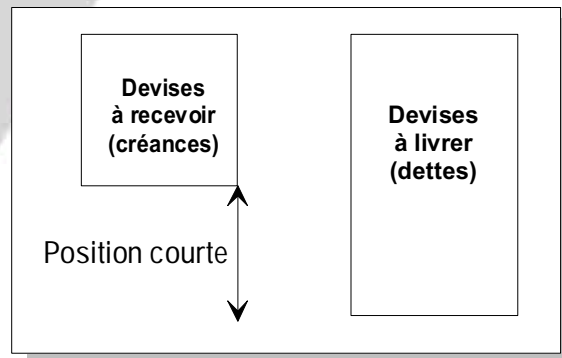 Devises
à recevoir
(créances)
Devises
à livrer
(dettes)
Position courte